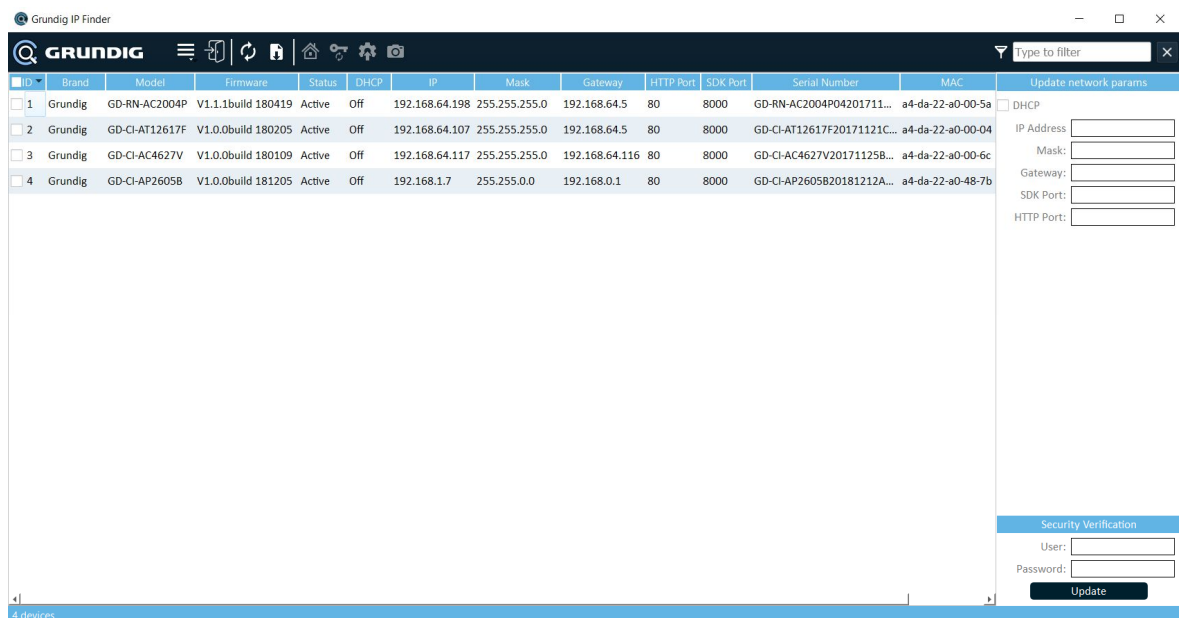 Grundig IP Finder
GRUNDIG
Type to filter
ID Brand Model Firmware Status DHCP IP Mask Gateway HTTP Port SDK Port Serial Number MAC
1 Grundig GD-RN-AC2004P V1.1.1build 180419 Active Off 192.168.64.198 255.255.255.0 192.168.64.5 80 8000 GD-RN-AC2004P04201711... a4-da-22-a0-00-5a
2 Grundig GD-CI-AT12617F V1.0.0build 180205 Active Off 192.168.64.107 255.255.255.0 192.168.64.5 80 8000 GD-CI-AT12617F20171121C... a4-da-22-a0-00-04
3 Grundig GD-CI-AC4627V V1.0.0build 180109 Active Off 192.168.64.117 255.255.255.0 192.168.64.116 80 8000 GD-CI-AC4627V20171125B... a4-da-22-a0-00-6c
4 Grundig GD-CI-AP2605B V1.0.0build 181205 Active Off 192.168.1.7 255.255.0.0 192.168.0.1 80 8000 GD-CI-AP2605B20181212A... a4-da-22-a0-48-7b
Update network params
DHCP
IP Address
Mask:
Gateway:
SDK Port:
HTTP Port:
Security Verification
User:
Password:
Update
4 devices